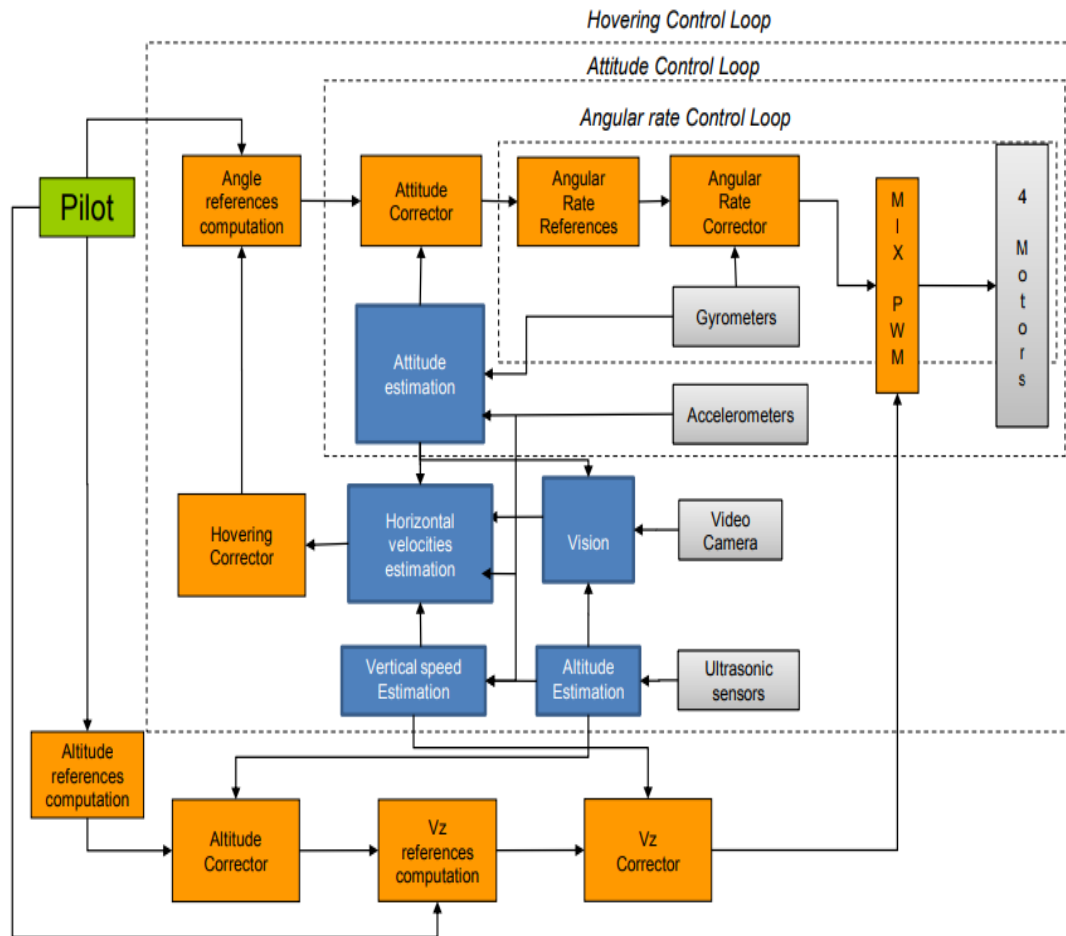 Hovering Control Loop
Attitude Control Loop
Angular rate Control Loop
Pilot
Angle
references
computation
Attitude
Corrector
Angular
Rate
References
Angular
Rate
Corrector
M
I
X
P
W
M
4
M
o
t
o
r
s
Gyrometers
Attitude
estimation
Accelerometers
Hovering
Corrector
Horizontal
velocities
estimation
Vision
Video
Camera
Vertical speed
Estimation
Altitude
Estimation
Ultrasonic
sensors
Altitude
references
computation
Altitude
Corrector
Vz
references
computation
Vz
Corrector